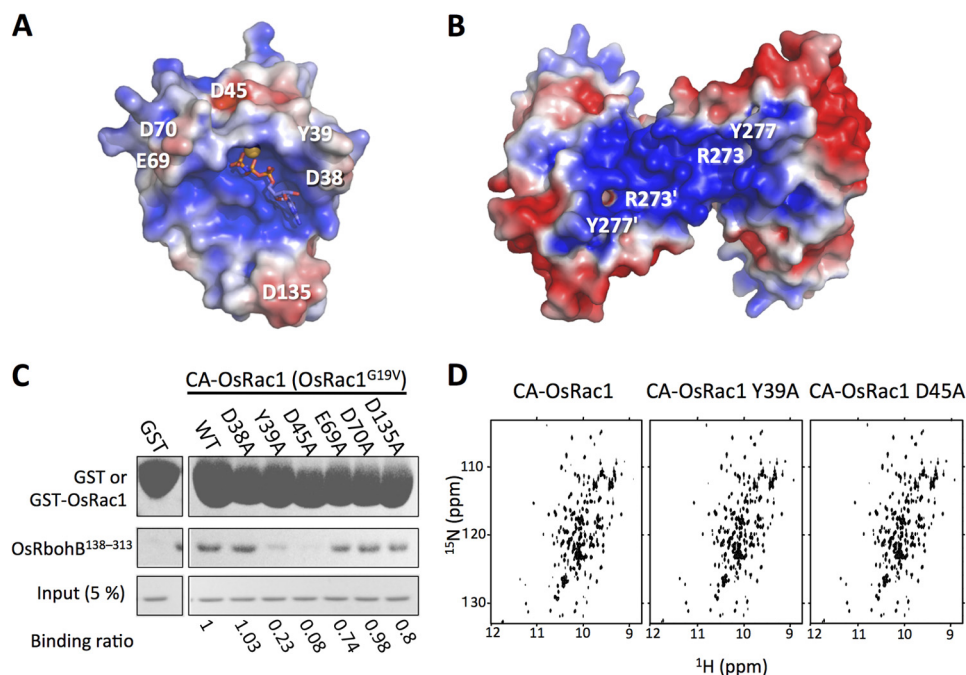 A
D45
D70
Y39
E69
D38
D135
B
Y277
R273
R273'
Y277'
C
CA-OsRac1 (OsRac1G19V)
GST WT D38A Y39A D45A E69A D70A D135A
GST or
GST-OsRac1
OsRbohB138–313
Input (5 %)
Binding ratio 1 1.03 0.23 0.08 0.74 0.98 0.8
D
CA-OsRac1 CA-OsRac1 Y39A CA-OsRac1 D45A
110
120
130
15N (ppm)
12 11 10 9 12 11 10 9 12 11 10 9
1H (ppm)